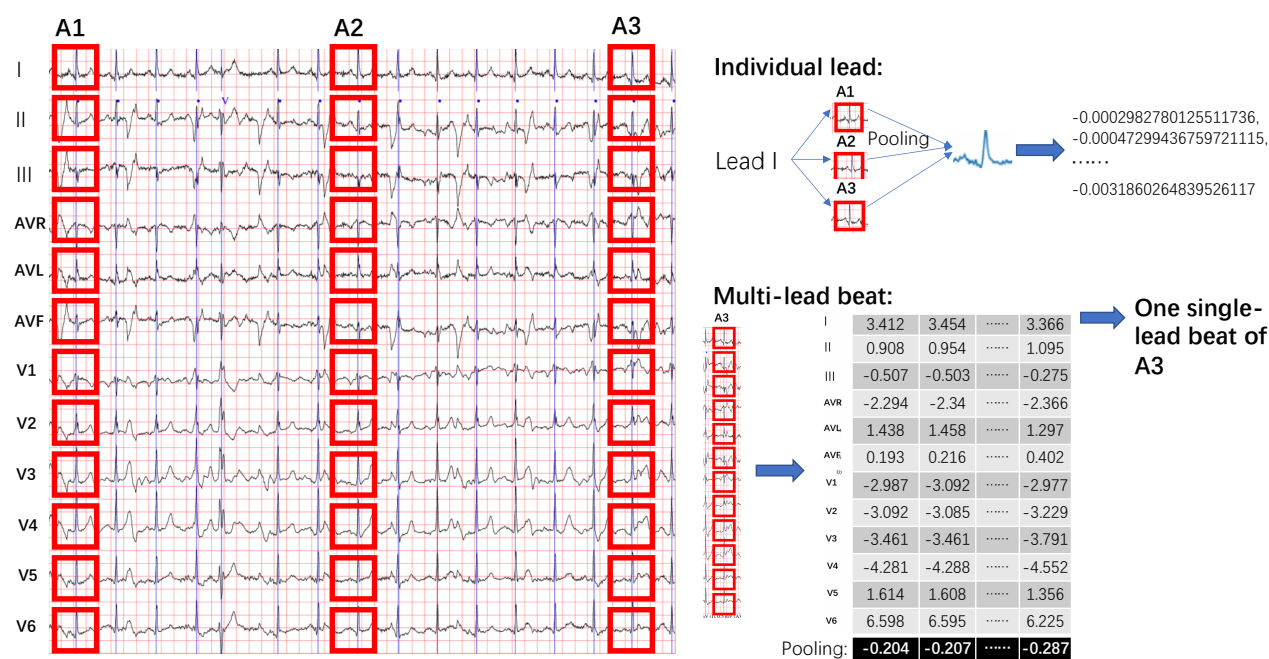 A1 A2 A3
I
II
V
III
AVR
AVL
AVF
V1
V2
V3
V4
V5
V6
Individual lead:
A1
Pooling
A2
Lead I
A3
-0.0002982780125511736,
-0.00047299436759721115,
······
-0.0031860264839526117
Multi-lead beat:
A3
I 3.412 3.454 ······ 3.366
II 0.908 0.954 ······ 1.095
III -0.507 -0.503 ······ -0.275
AVR -2.294 -2.34 ······ -2.366
AVL 1.438 1.458 ······ 1.297
AVF 0.193 0.216 ······ 0.402
V1 -2.987 -3.092 ······ -2.977
V2 -3.092 -3.085 ······ -3.229
V3 -3.461 -3.461 ······ -3.791
V4 -4.281 -4.288 ······ -4.552
V5 1.614 1.608 ······ 1.356
V6 6.598 6.595 ······ 6.225
Pooling: -0.204 -0.207 ······ -0.287
One single-
lead beat of
A3